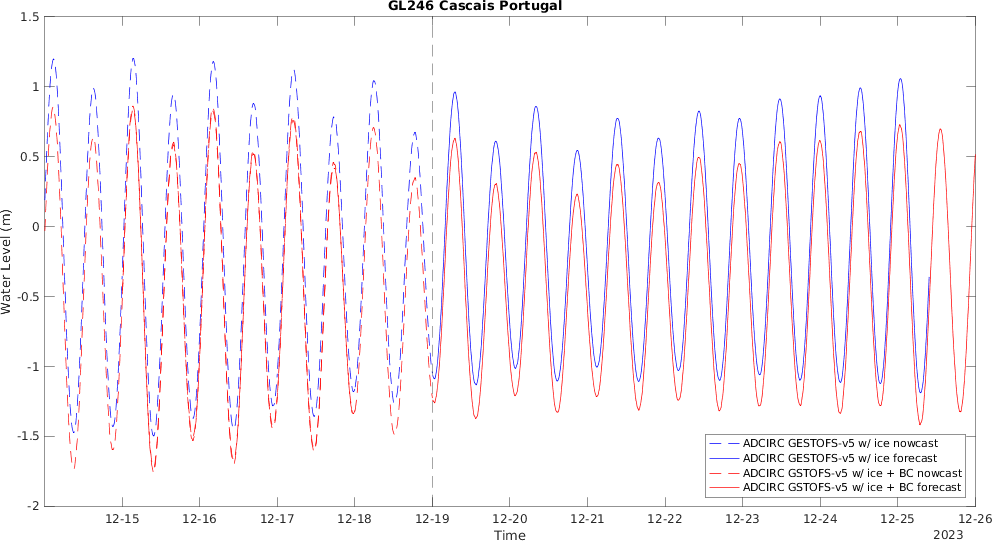 GL246 Cascais Portugal
1.5
1
0.5
0
-0.5
-1
-1.5
-2
Water Level (m)
ADCIRC GESTOFS-v5 w/ ice nowcast
ADCIRC GESTOFS-v5 w/ ice forecast
ADCIRC GSTOFS-v5 w/ ice + BC nowcast
ADCIRC GSTOFS-v5 w/ ice + BC forecast
12-15 12-16 12-17 12-18 12-19 12-20 12-21 12-22 12-23 12-24 12-25 12-26
Time
2023